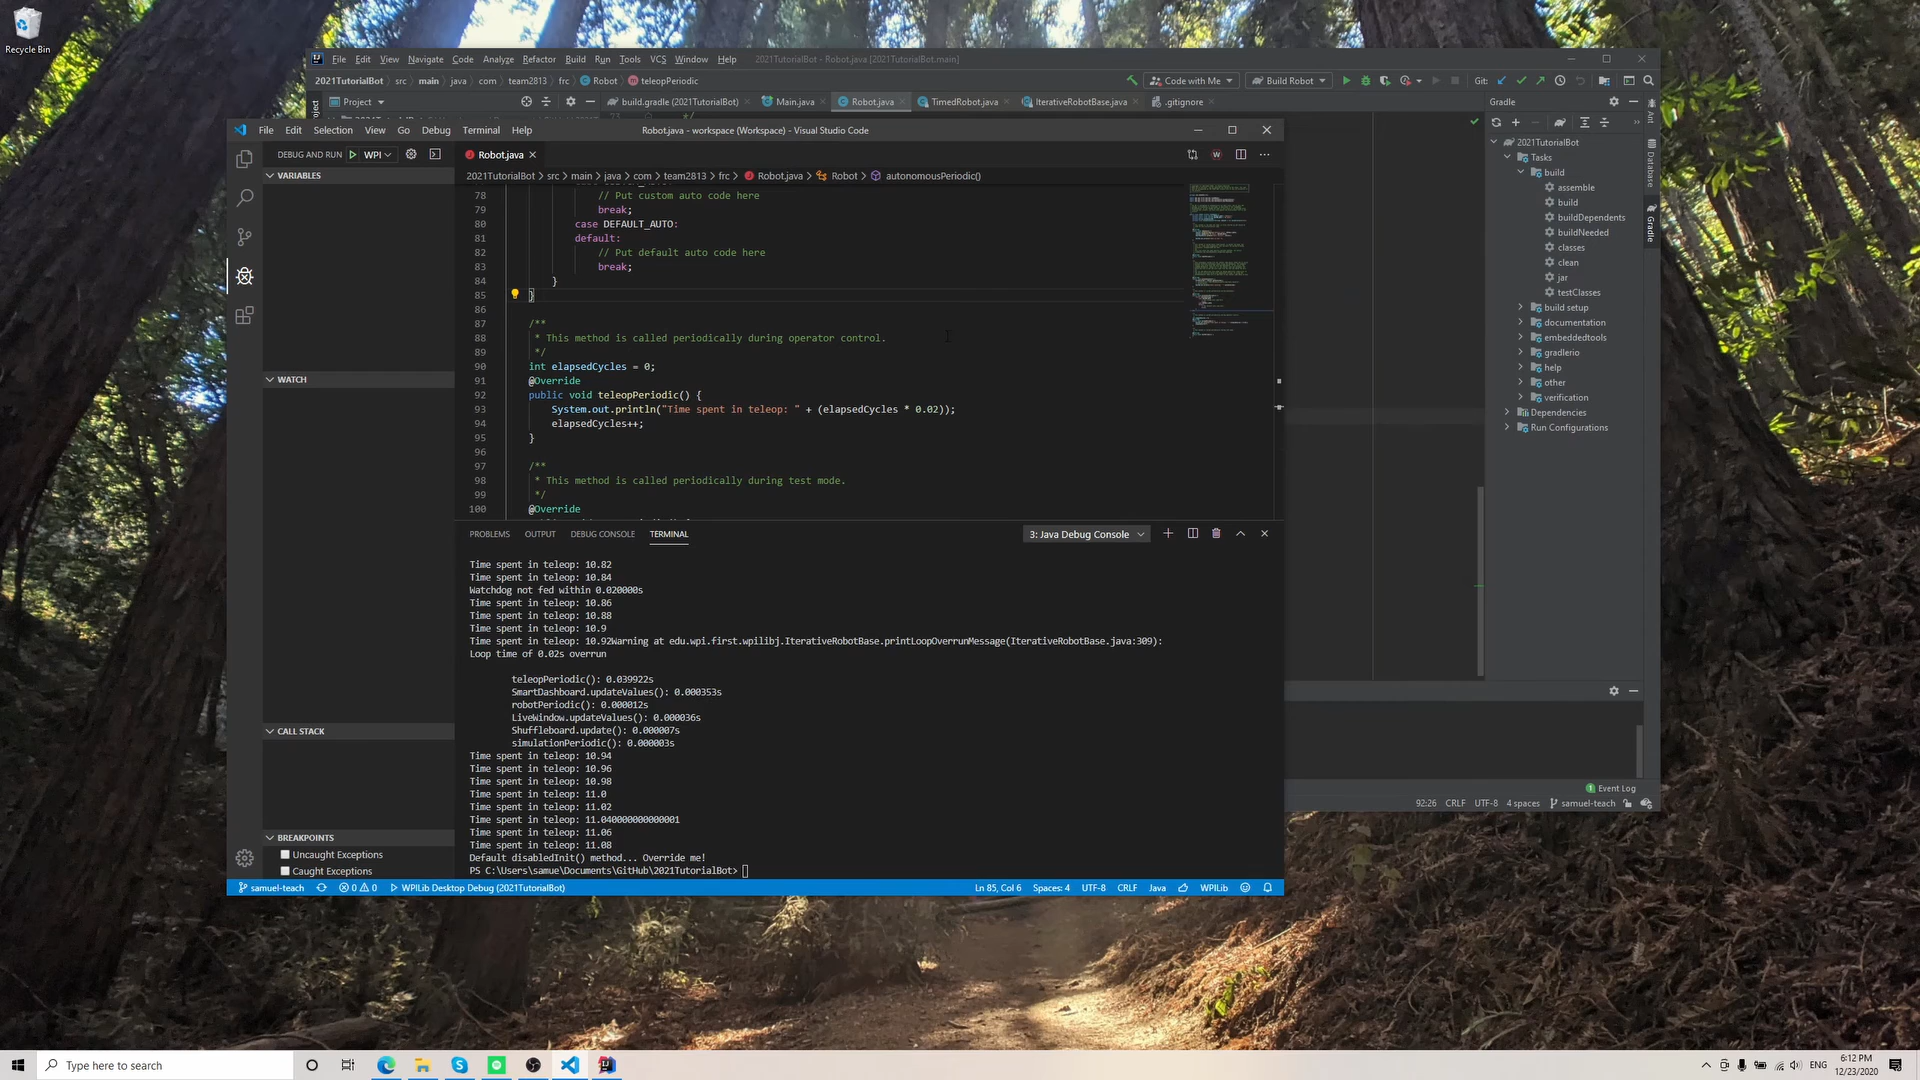 Recycle Bin
File Edit View Navigate Code Analyze Refactor Build Run Tools VCS Window Help 2021TutorialBot - Robot.java [2021TutorialBot.main]
2021TutorialBot src main java com team2813 frc Robot teleopPeriodic Code with Me Build Robot Git:
Project build.gradle (2021TutorialBot) Main.java Robot.java TimedRobot.java IterativeRobotBase.java .gitignore Gradle
73 */
File Edit Selection View Go Debug Terminal Help Robot.java - workspace (Workspace) - Visual Studio Code
DEBUG AND RUN WPI Robot.java
VARIABLES
2021TutorialBot > src > main > java > com > team2813 > frc > Robot.java > Robot > autonomousPeriodic()
78 // Put custom auto code here
79 break;
80 case DEFAULT_AUTO:
81 default:
82 // Put default auto code here
83 break;
84 }
85 }
86
87 /**
88 * This method is called periodically during operator control.
89 */
90 int elapsedCycles = 0;
91 @Override
92 public void teleopPeriodic() {
93 System.out.println("Time spent in teleop: " + (elapsedCycles * 0.02));
94 elapsedCycles++;
95 }
96
97 /**
98 * This method is called periodically during test mode.
99 */
100 @Override
WATCH
CALL STACK
BREAKPOINTS
Uncaught Exceptions
Caught Exceptions
PROBLEMS OUTPUT DEBUG CONSOLE TERMINAL 3: Java Debug Console
Time spent in teleop: 10.82
Time spent in teleop: 10.84
Watchdog not fed within 0.020000s
Time spent in teleop: 10.86
Time spent in teleop: 10.88
Time spent in teleop: 10.9
Time spent in teleop: 10.92Warning at edu.wpi.first.wpilibj.IterativeRobotBase.printLoopOverrunMessage(IterativeRobotBase.java:309):
Loop time of 0.02s overrun
teleopPeriodic(): 0.039922s
SmartDashboard.updateValues(): 0.000353s
robotPeriodic(): 0.000012s
LiveWindow.updateValues(): 0.000036s
Shuffleboard.update(): 0.000007s
simulationPeriodic(): 0.000003s
Time spent in teleop: 10.94
Time spent in teleop: 10.96
Time spent in teleop: 10.98
Time spent in teleop: 11.0
Time spent in teleop: 11.02
Time spent in teleop: 11.040000000000001
Time spent in teleop: 11.06
Time spent in teleop: 11.08
Default disabledInit() method... Override me!
PS C:\Users\samue\Documents\GitHub\2021TutorialBot>
samuel-teach 0 0 WPILib Desktop Debug (2021TutorialBot) Ln 85, Col 6 Spaces: 4 UTF-8 CRLF Java WPILib
2021TutorialBot
Tasks
build
assemble
build
buildDependents
buildNeeded
classes
clean
jar
testClasses
build setup
documentation
embeddedtools
gradlerio
help
other
verification
Dependencies
Run Configurations
Ant
Database
Gradle
1 Event Log
92:26 CRLF UTF-8 4 spaces samuel-teach
Type here to search
ENG 6:12 PM
12/23/2020